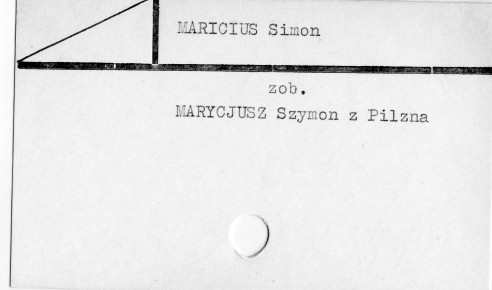 MARICIUS Simon
zob.
MARYCJUSZ Szymon z Pilzna